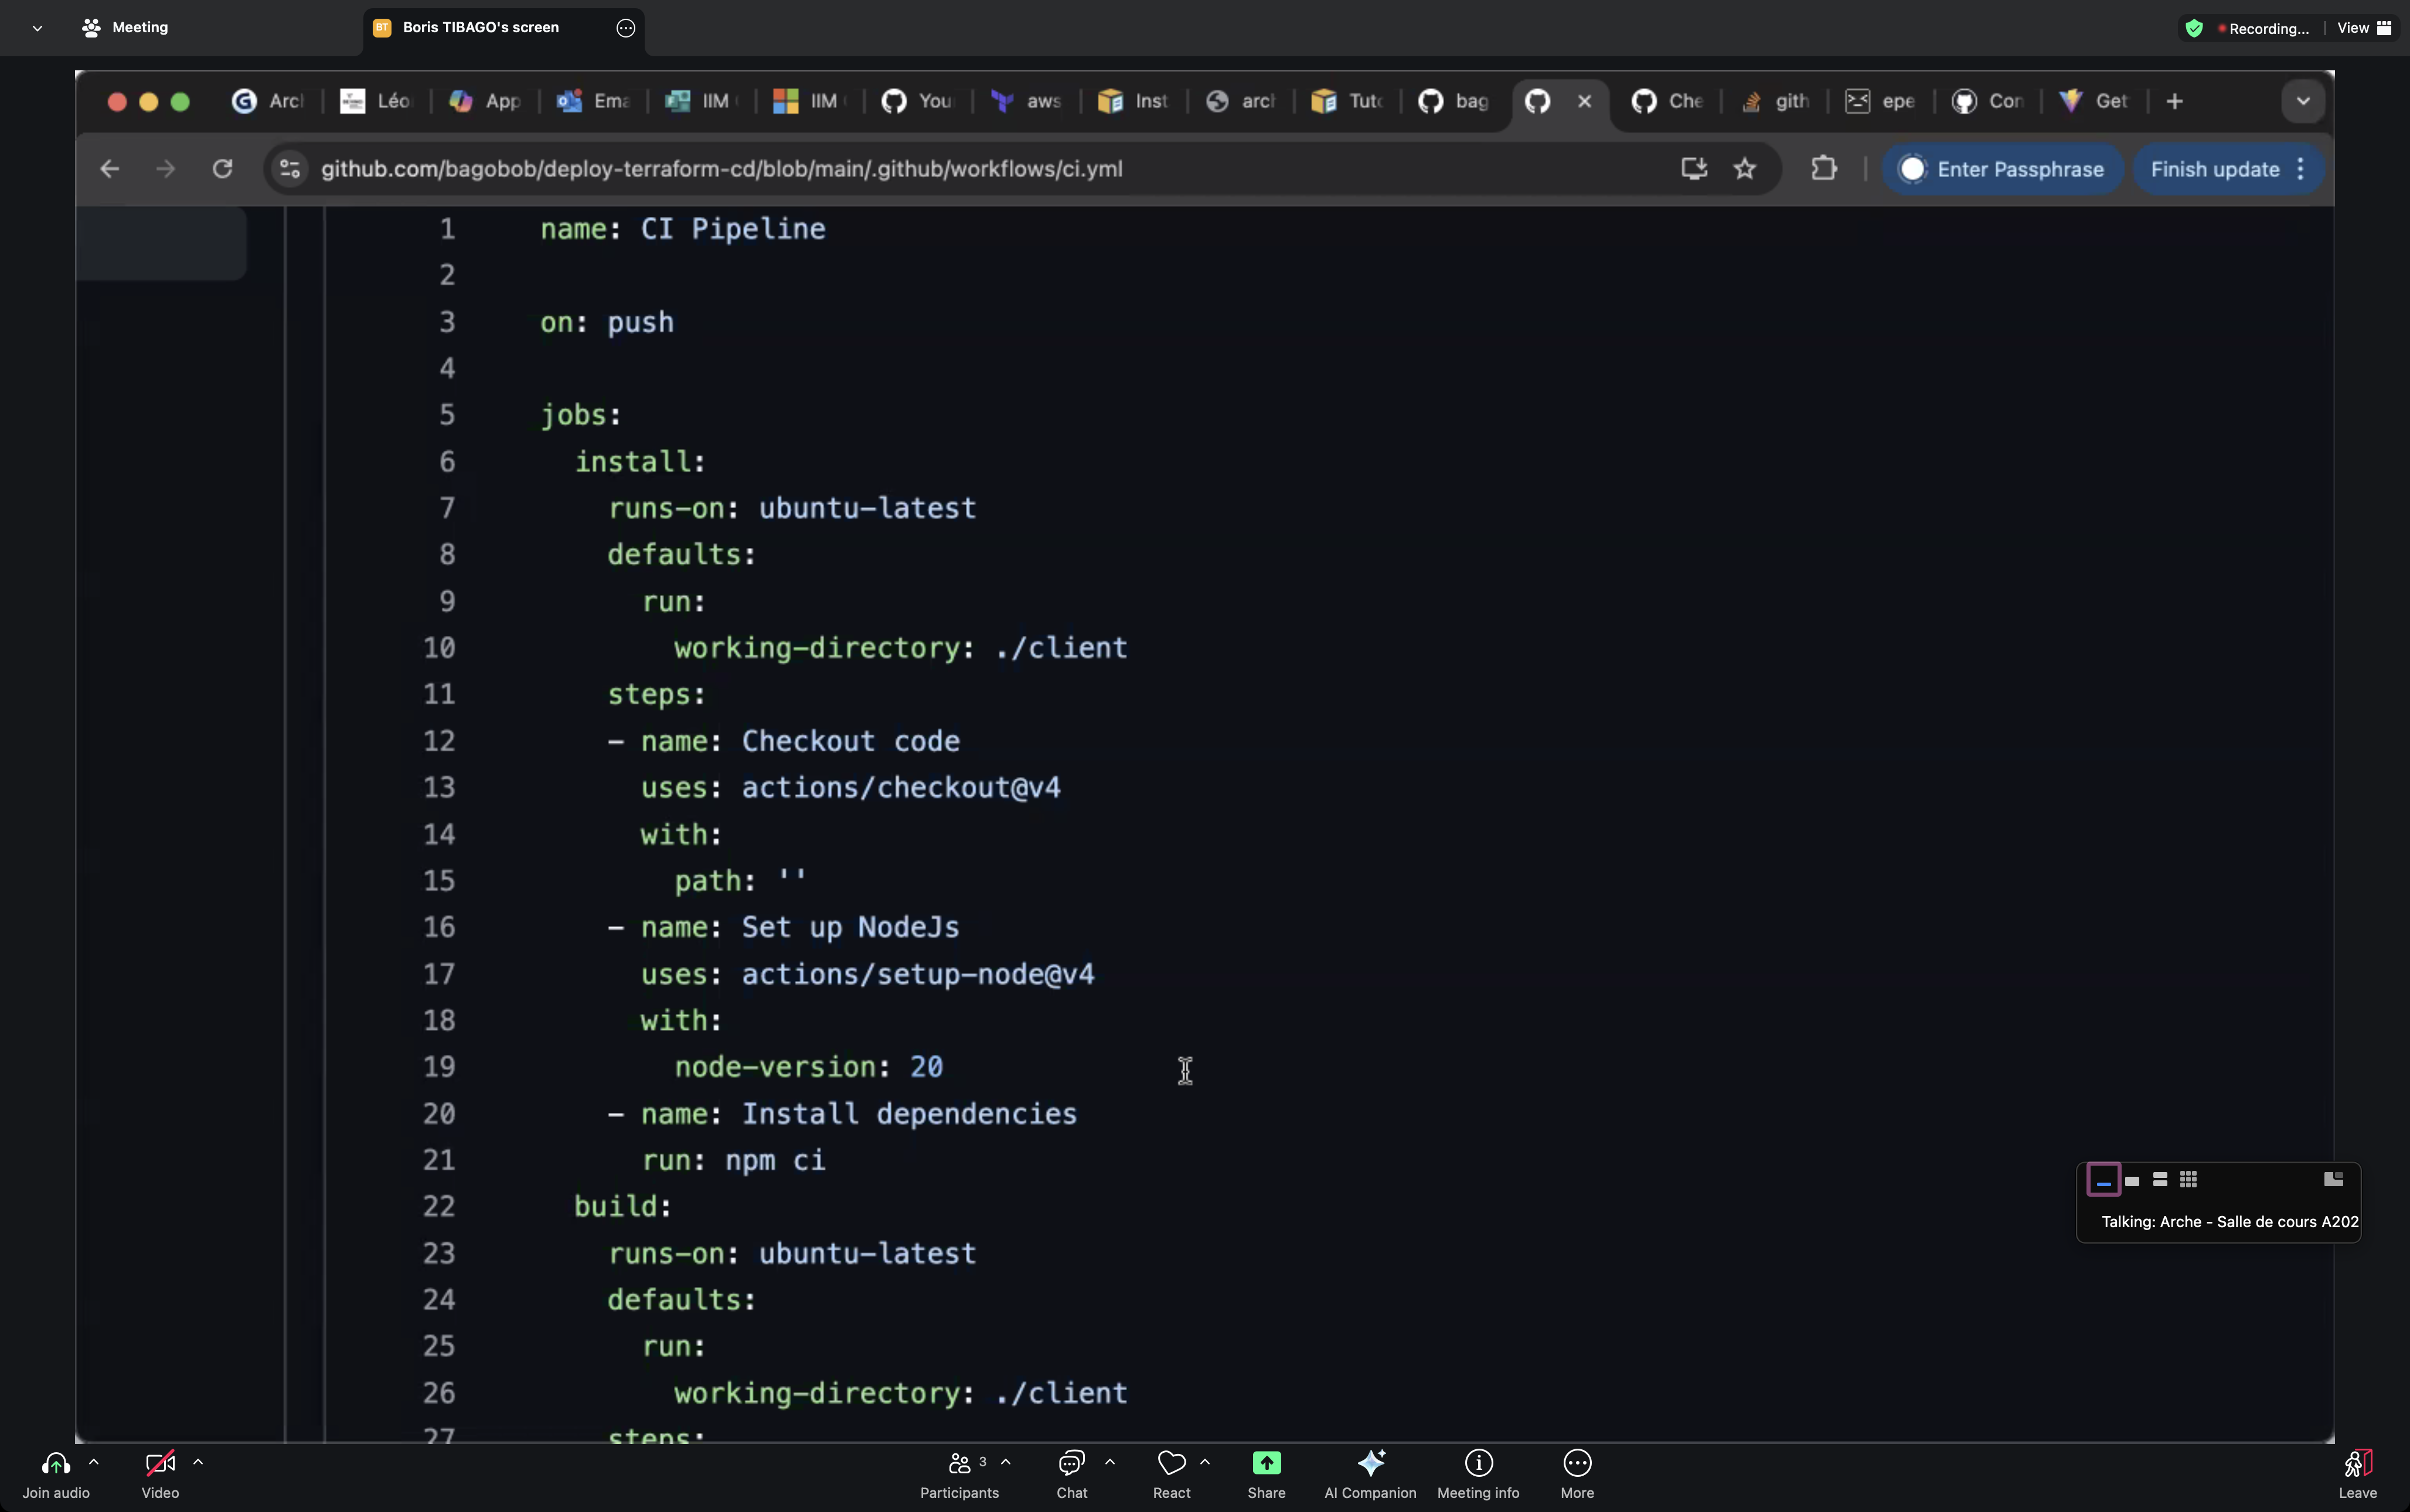 Meeting
BT Boris TIBAGO's screen
Recording...
View
Arc
Léo
App
Ema
IIM
IIM
You
aws
Inst
arch
Tuto
bag
Che
gith
epe
Con
Get
github.com/bagobob/deploy-terraform-cd/blob/main/.github/workflows/ci.yml
Enter Passphrase
Finish update
1 name: CI Pipeline
2
3 on: push
4
5 jobs:
6 install:
7 runs-on: ubuntu-latest
8 defaults:
9 run:
10 working-directory: ./client
11 steps:
12 - name: Checkout code
13 uses: actions/checkout@v4
14 with:
15 path: ''
16 - name: Set up NodeJs
17 uses: actions/setup-node@v4
18 with:
19 node-version: 20
20 - name: Install dependencies
21 run: npm ci
22 build:
23 runs-on: ubuntu-latest
24 defaults:
25 run:
26 working-directory: ./client
27 steps:
Talking: Arche - Salle de cours A202
Join audio
Video
3
Participants
Chat
React
Share
AI Companion
Meeting info
More
Leave